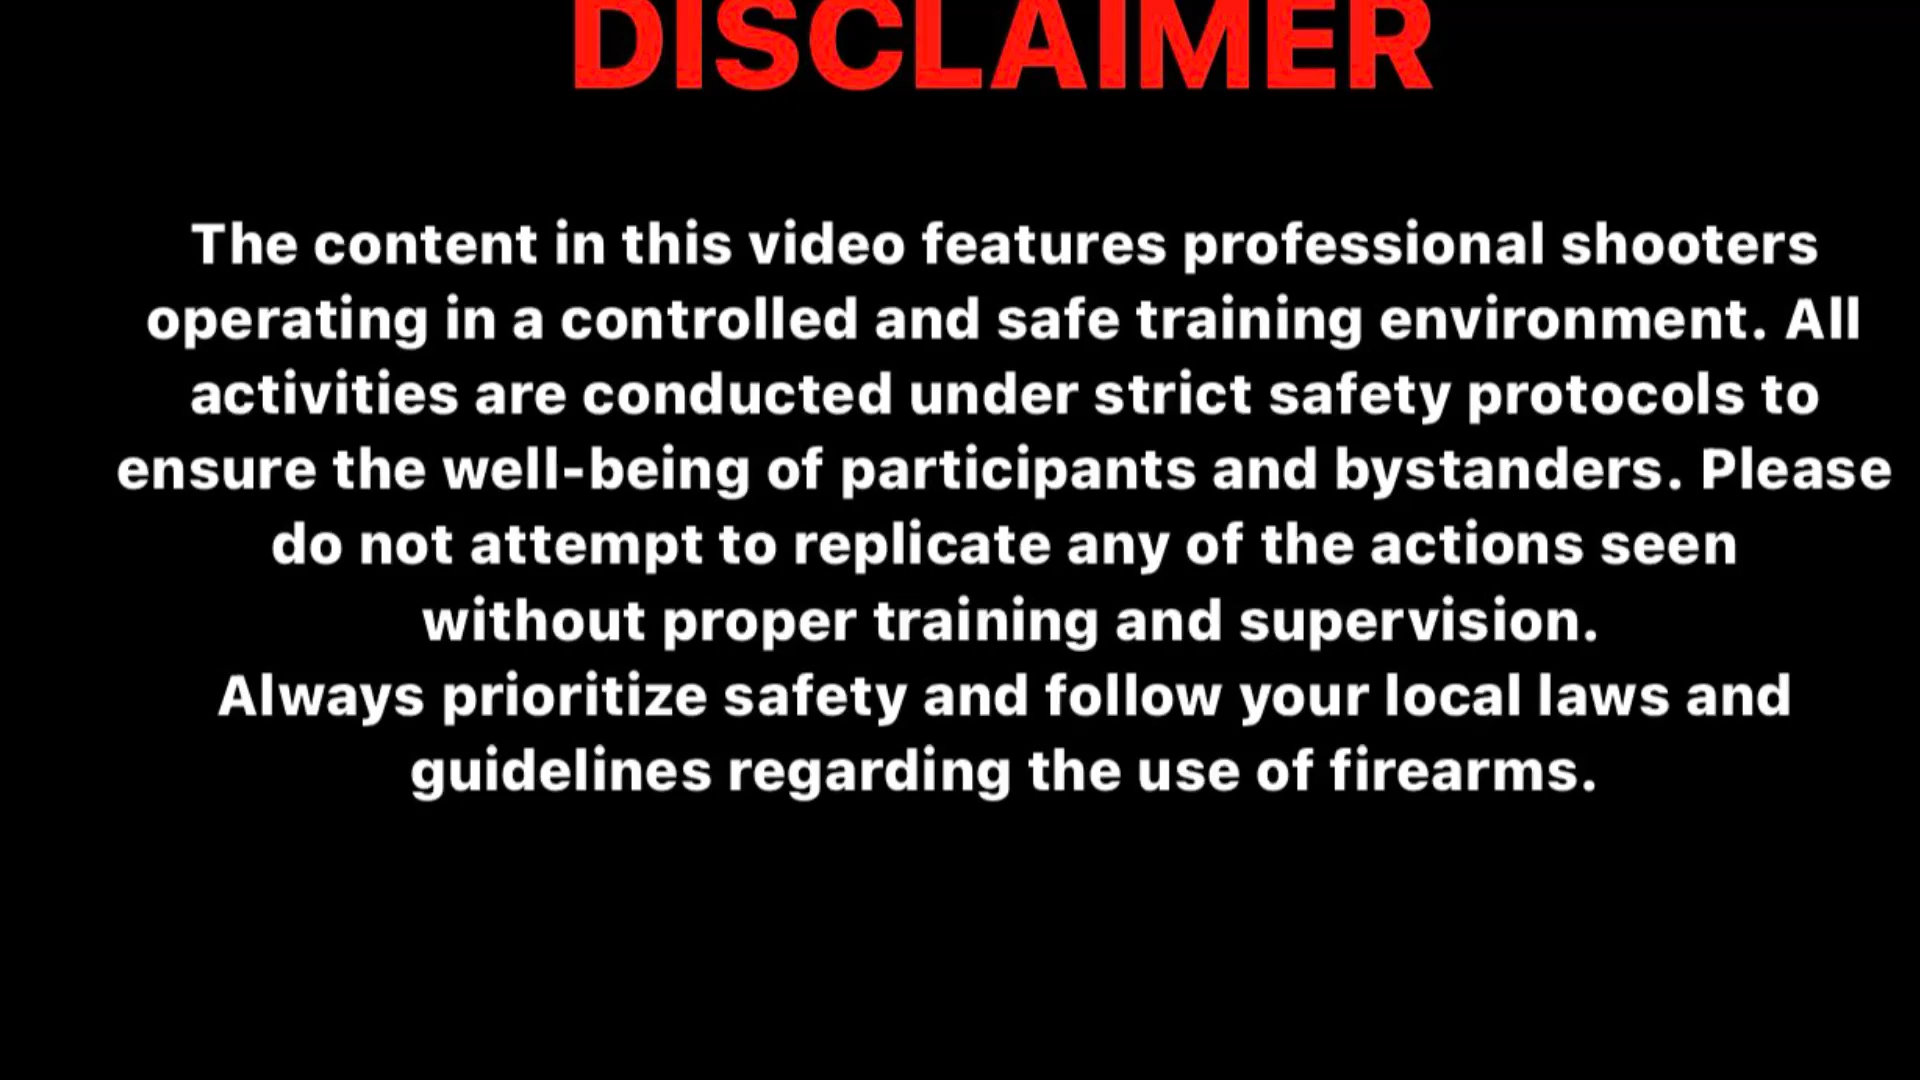 DISCLAIMER
The content in this video features professional shooters
operating in a controlled and safe training environment. All
activities are conducted under strict safety protocols to
ensure the well-being of participants and bystanders. Please
do not attempt to replicate any of the actions seen
without proper training and supervision.
Always prioritize safety and follow your local laws and
guidelines regarding the use of firearms.